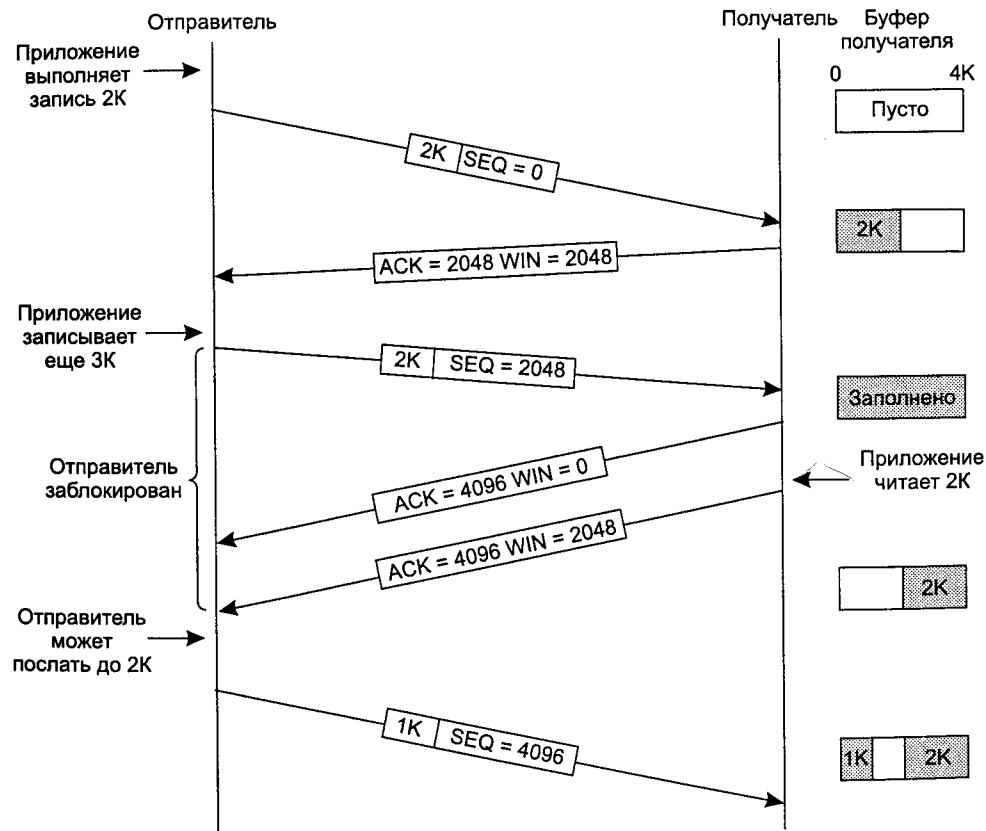 Отправитель
Получатель
Буфер
получателя
0 4K
Приложение
выполняет
запись 2К
Пусто
2K SEQ = 0
2K
ACK = 2048 WIN = 2048
Приложение
записывает
еще 3К
2K SEQ = 2048
Заполнено
Отправитель
заблокирован
ACK = 4096 WIN = 0
Приложение
читает 2К
ACK = 4096 WIN = 2048
2K
Отправитель
может
послать до 2К
1K SEQ = 4096
1K 2K